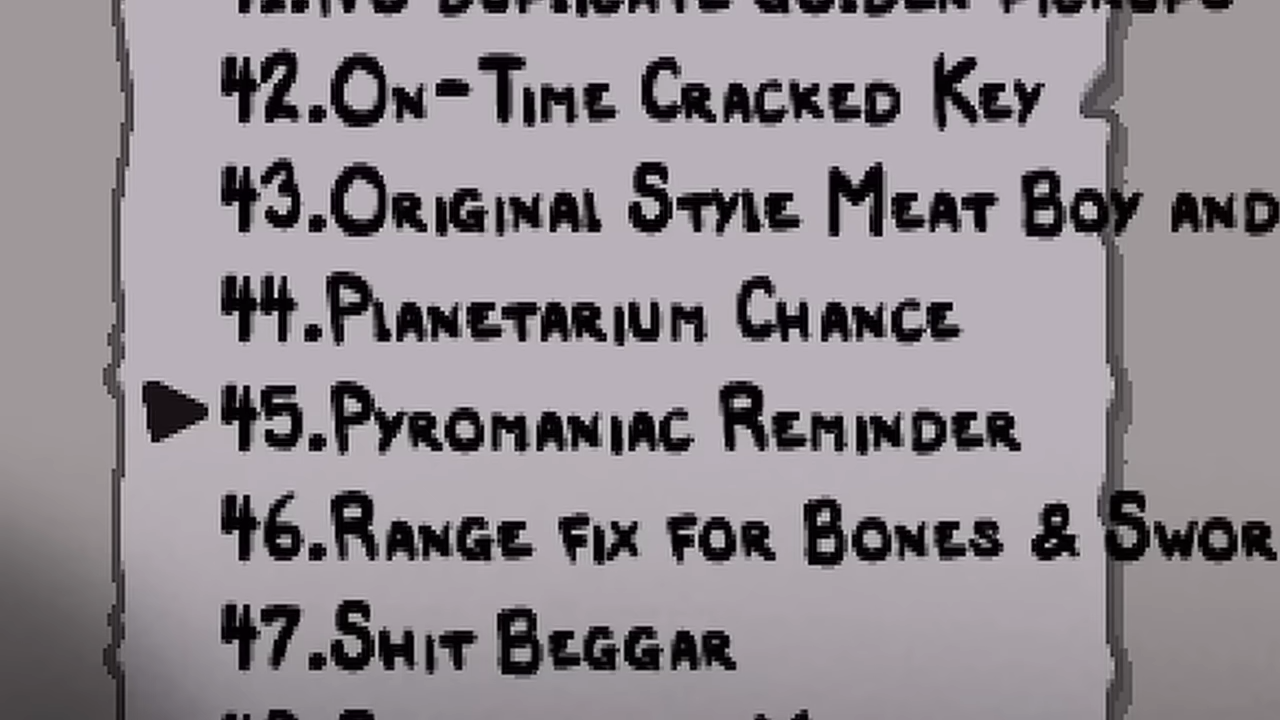 42.On-Time Cracked Key
43.Original Style Meat Boy and
44.Planetarium Chance
45.Pyromaniac Reminder
46.Range fix for Bones & Swor
47.Shit Beggar